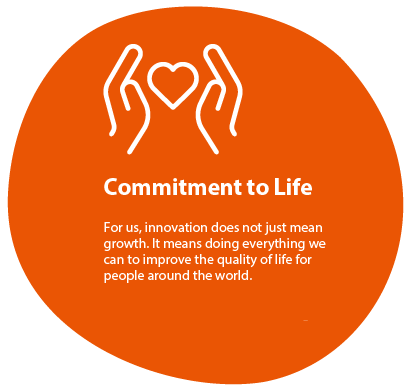 Commitment to Life
For us, innovation does not just mean
growth. It means doing everything we
can to improve the quality of life for
people around the world.